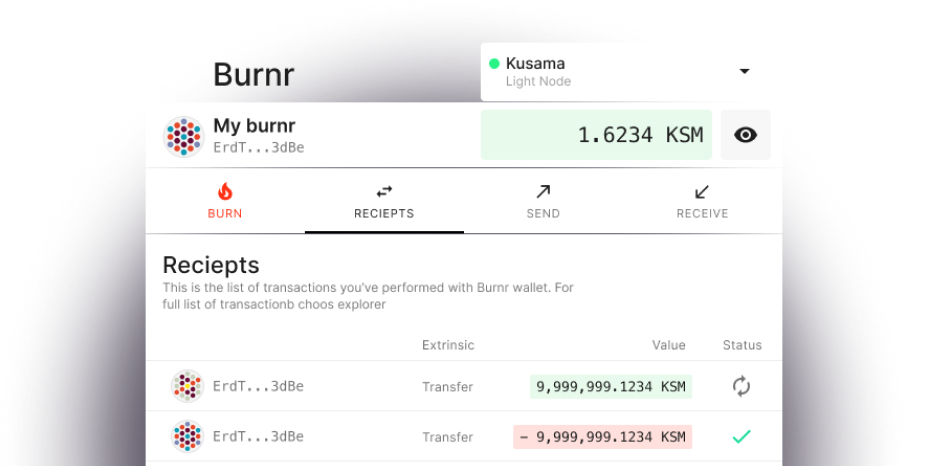 Burnr
Kusama
Light Node
My burnr
ErdT...3dBe
1.6234 KSM
BURN
RECIEPTS
SEND
RECEIVE
Reciepts
This is the list of transactions you've performed with Burnr wallet. For
full list of transactionb choos explorer
Extrinsic Value Status
ErdT...3dBe Transfer 9,999,999.1234 KSM
ErdT...3dBe Transfer – 9,999,999.1234 KSM